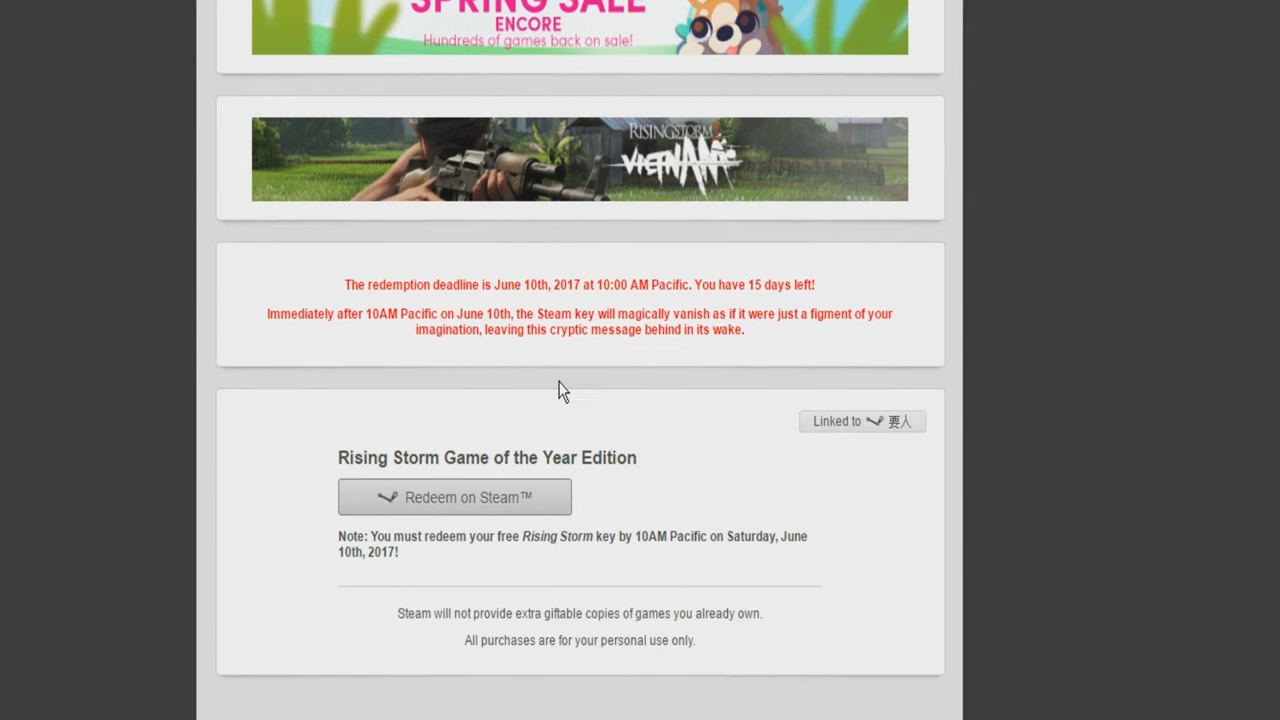 SPRING SALE
ENCORE
Hundreds of games back on sale!
RISING STORM 2
VIETNAM
The redemption deadline is June 10th, 2017 at 10:00 AM Pacific. You have 15 days left!
Immediately after 10AM Pacific on June 10th, the Steam key will magically vanish as if it were just a figment of your
imagination, leaving this cryptic message behind in its wake.
Linked to 要人
Rising Storm Game of the Year Edition
Redeem on Steam™
Note: You must redeem your free Rising Storm key by 10AM Pacific on Saturday, June
10th, 2017!
Steam will not provide extra giftable copies of games you already own.
All purchases are for your personal use only.